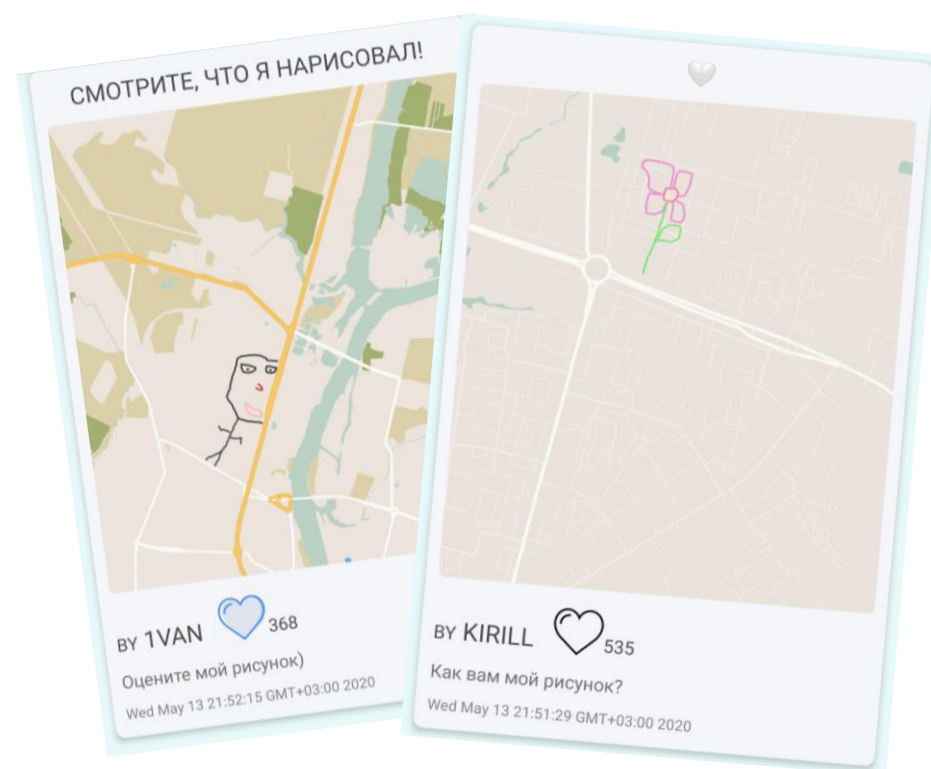 СМОТРИТЕ, ЧТО Я НАРИСОВАЛ!
BY 1VAN 368
Оцените мой рисунок)
Wed May 13 21:52:15 GMT+03:00 2020
BY KIRILL 535
Как вам мой рисунок?
Wed May 13 21:51:29 GMT+03:00 2020